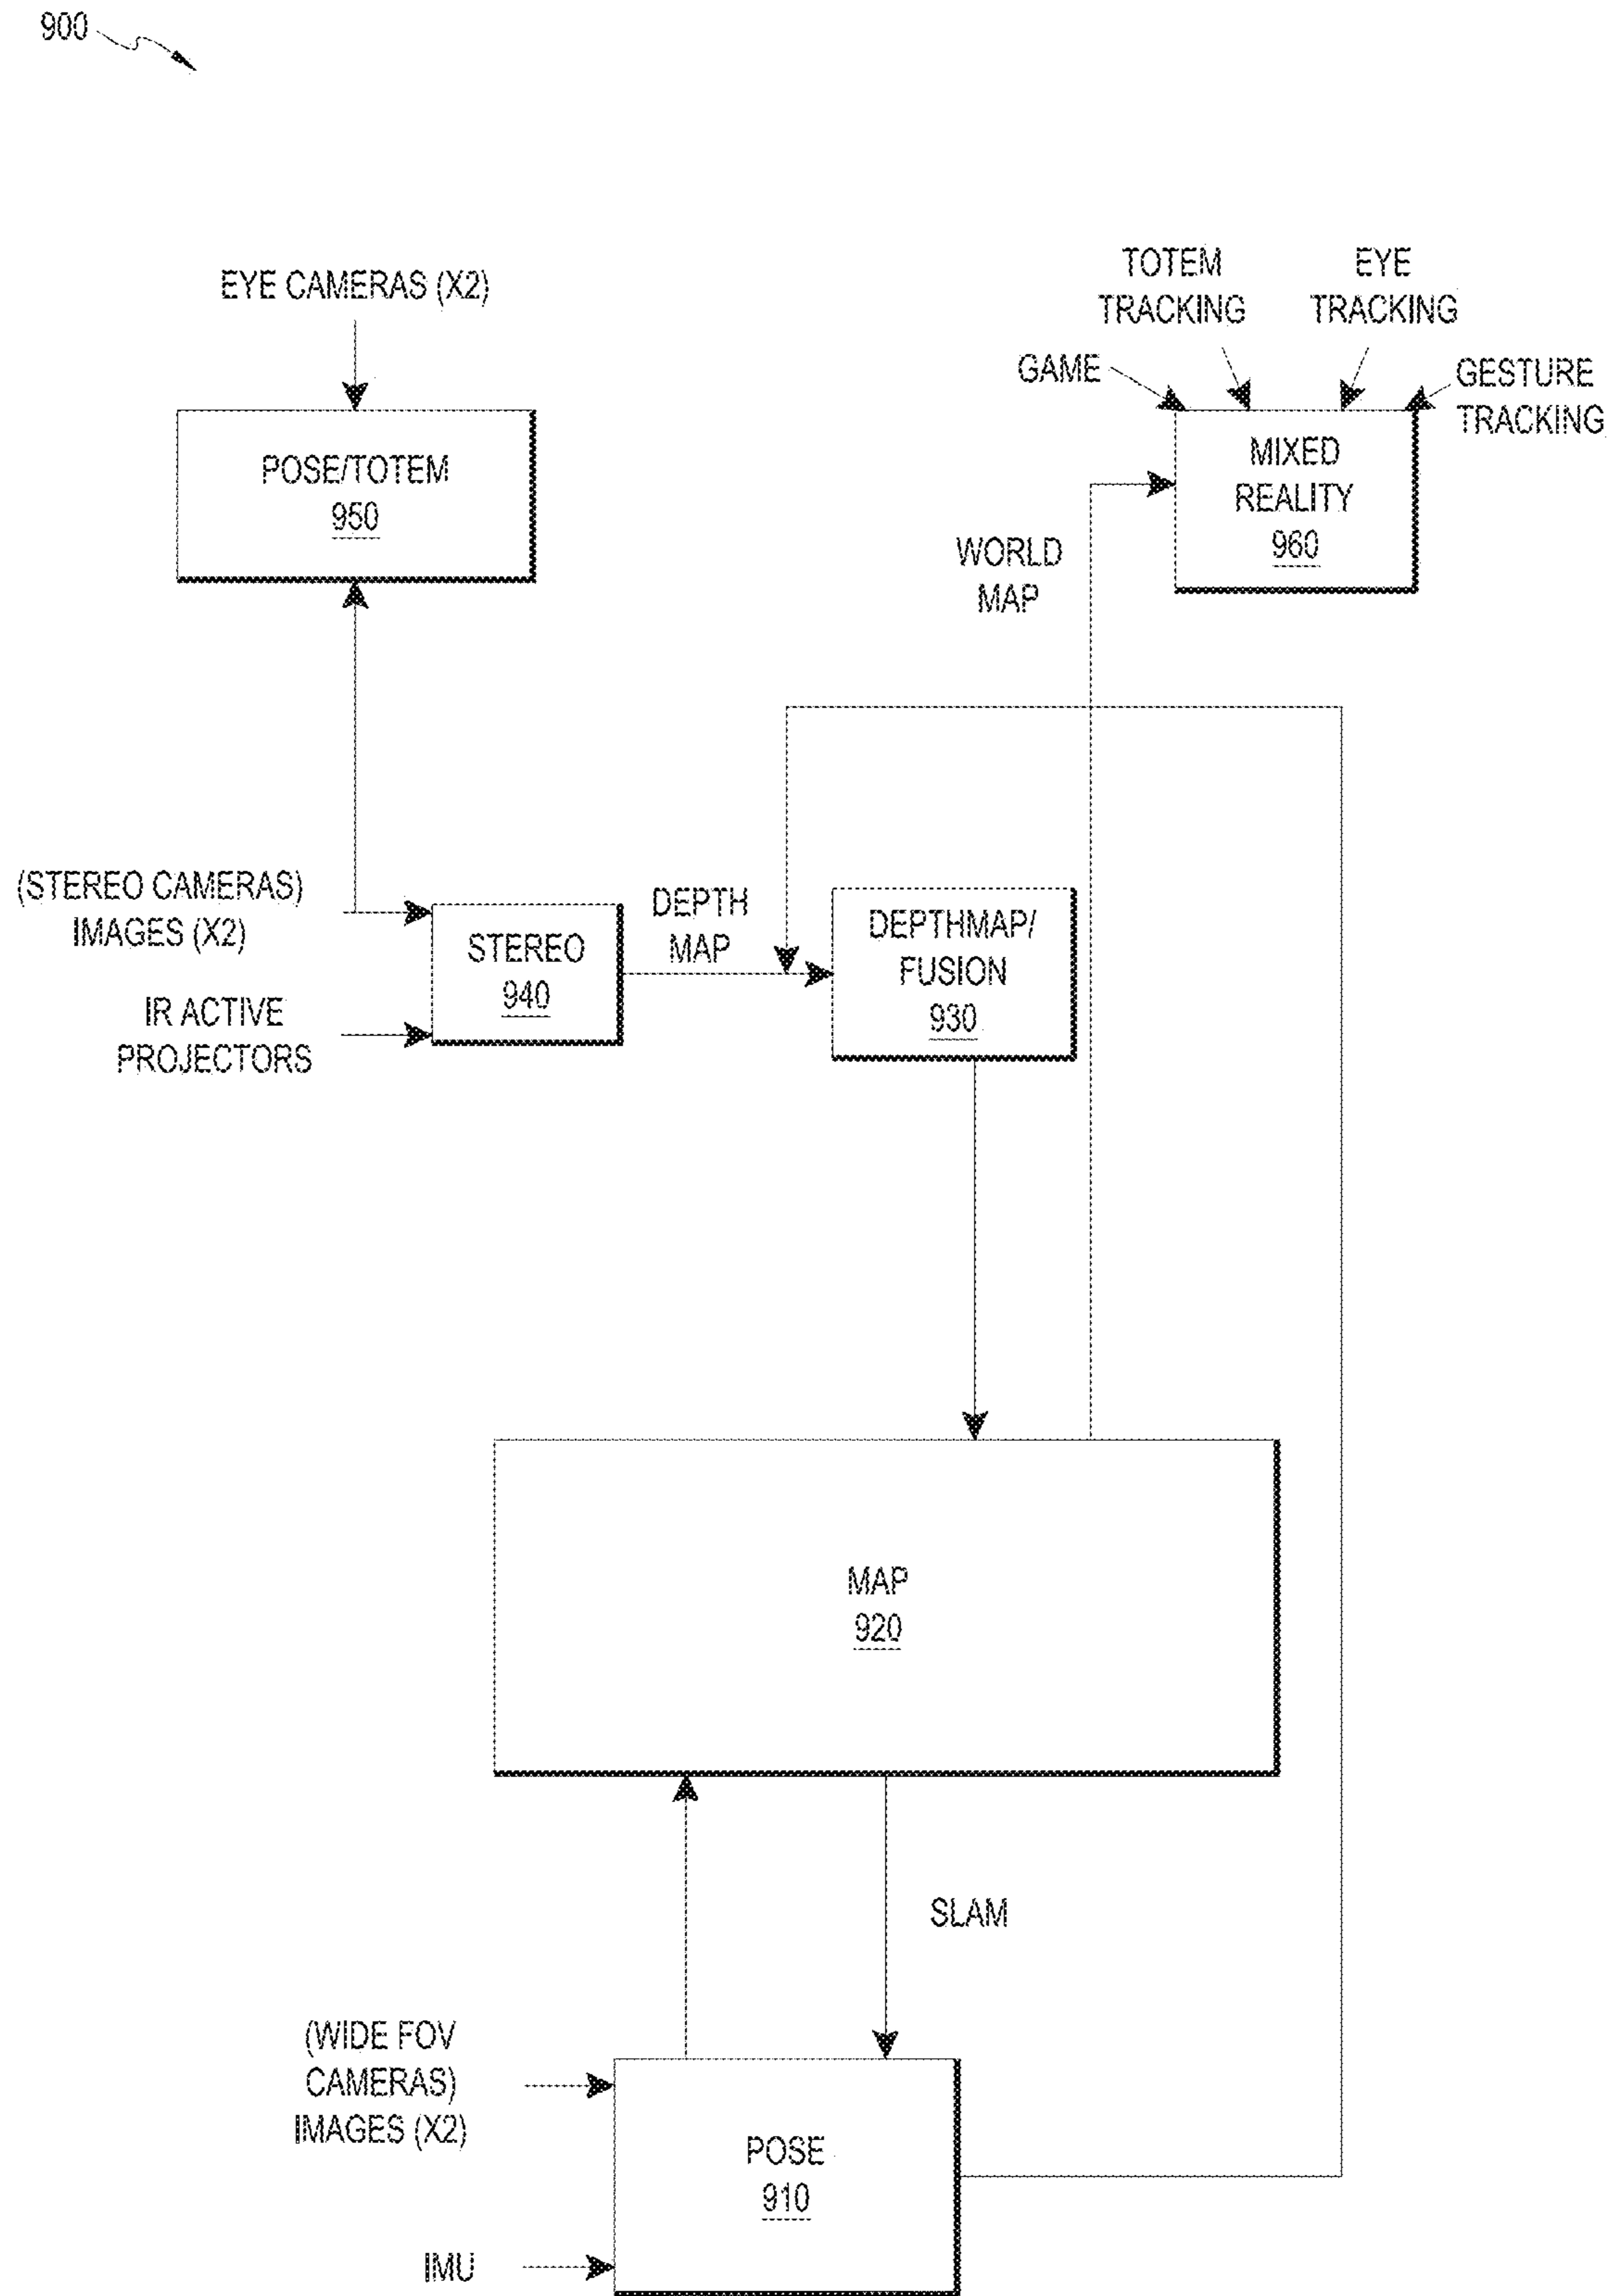 900
EYE CAMERAS (X2)
POSE/TOTEM
950
TOTEM
TRACKING
EYE
TRACKING
GAME
GESTURE
TRACKING
MIXED
REALITY
960
WORLD
MAP
(STEREO CAMERAS)
IMAGES (X2)
IR ACTIVE
PROJECTORS
STEREO
940
DEPTH
MAP
DEPTHMAP/
FUSION
930
MAP
920
SLAM
(WIDE FOV
CAMERAS)
IMAGES (X2)
IMU
POSE
910